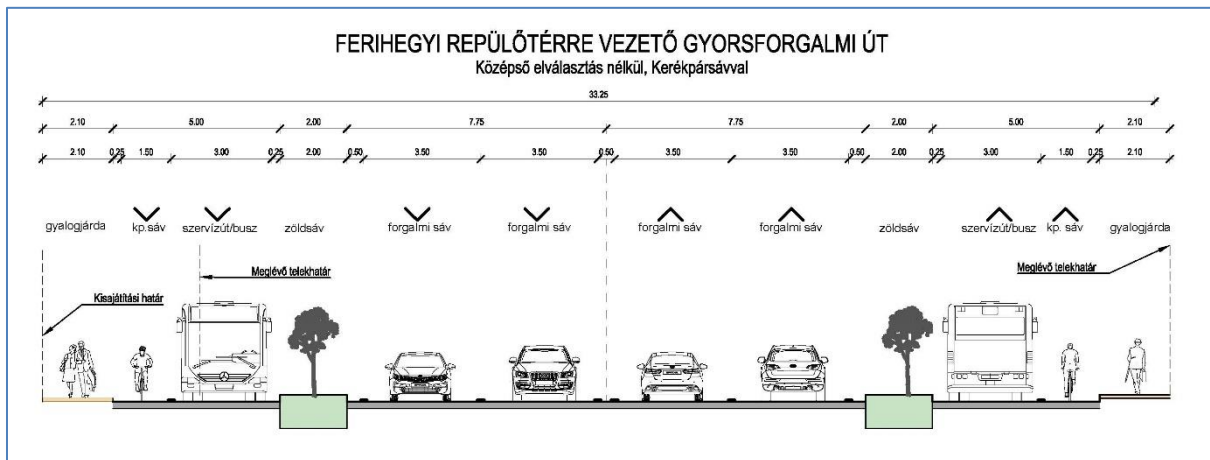 FERIHEGYI REPÜLŐTÉRRE VEZETŐ GYORSFORGALMI ÚT
Középső elválasztás nélkül, Kerékpársávval
33.25
2.10 5.00 2.00 7.75 7.75 2.00 5.00 2.10
2.10 0.25 1.50 3.00 0.25 2.00 0.50 3.50 3.50 0.50 3.50 3.50 0.50 2.00 0.25 3.00 1.50 0.25 2.10
gyalogjárda kp.sáv szervízút/busz zöldsáv forgalmi sáv forgalmi sáv forgalmi sáv forgalmi sáv zöldsáv szervízút/busz kp. sáv gyalogjárda
Meglévő telekhatár Meglévő telekhatár
Kisajátítási határ